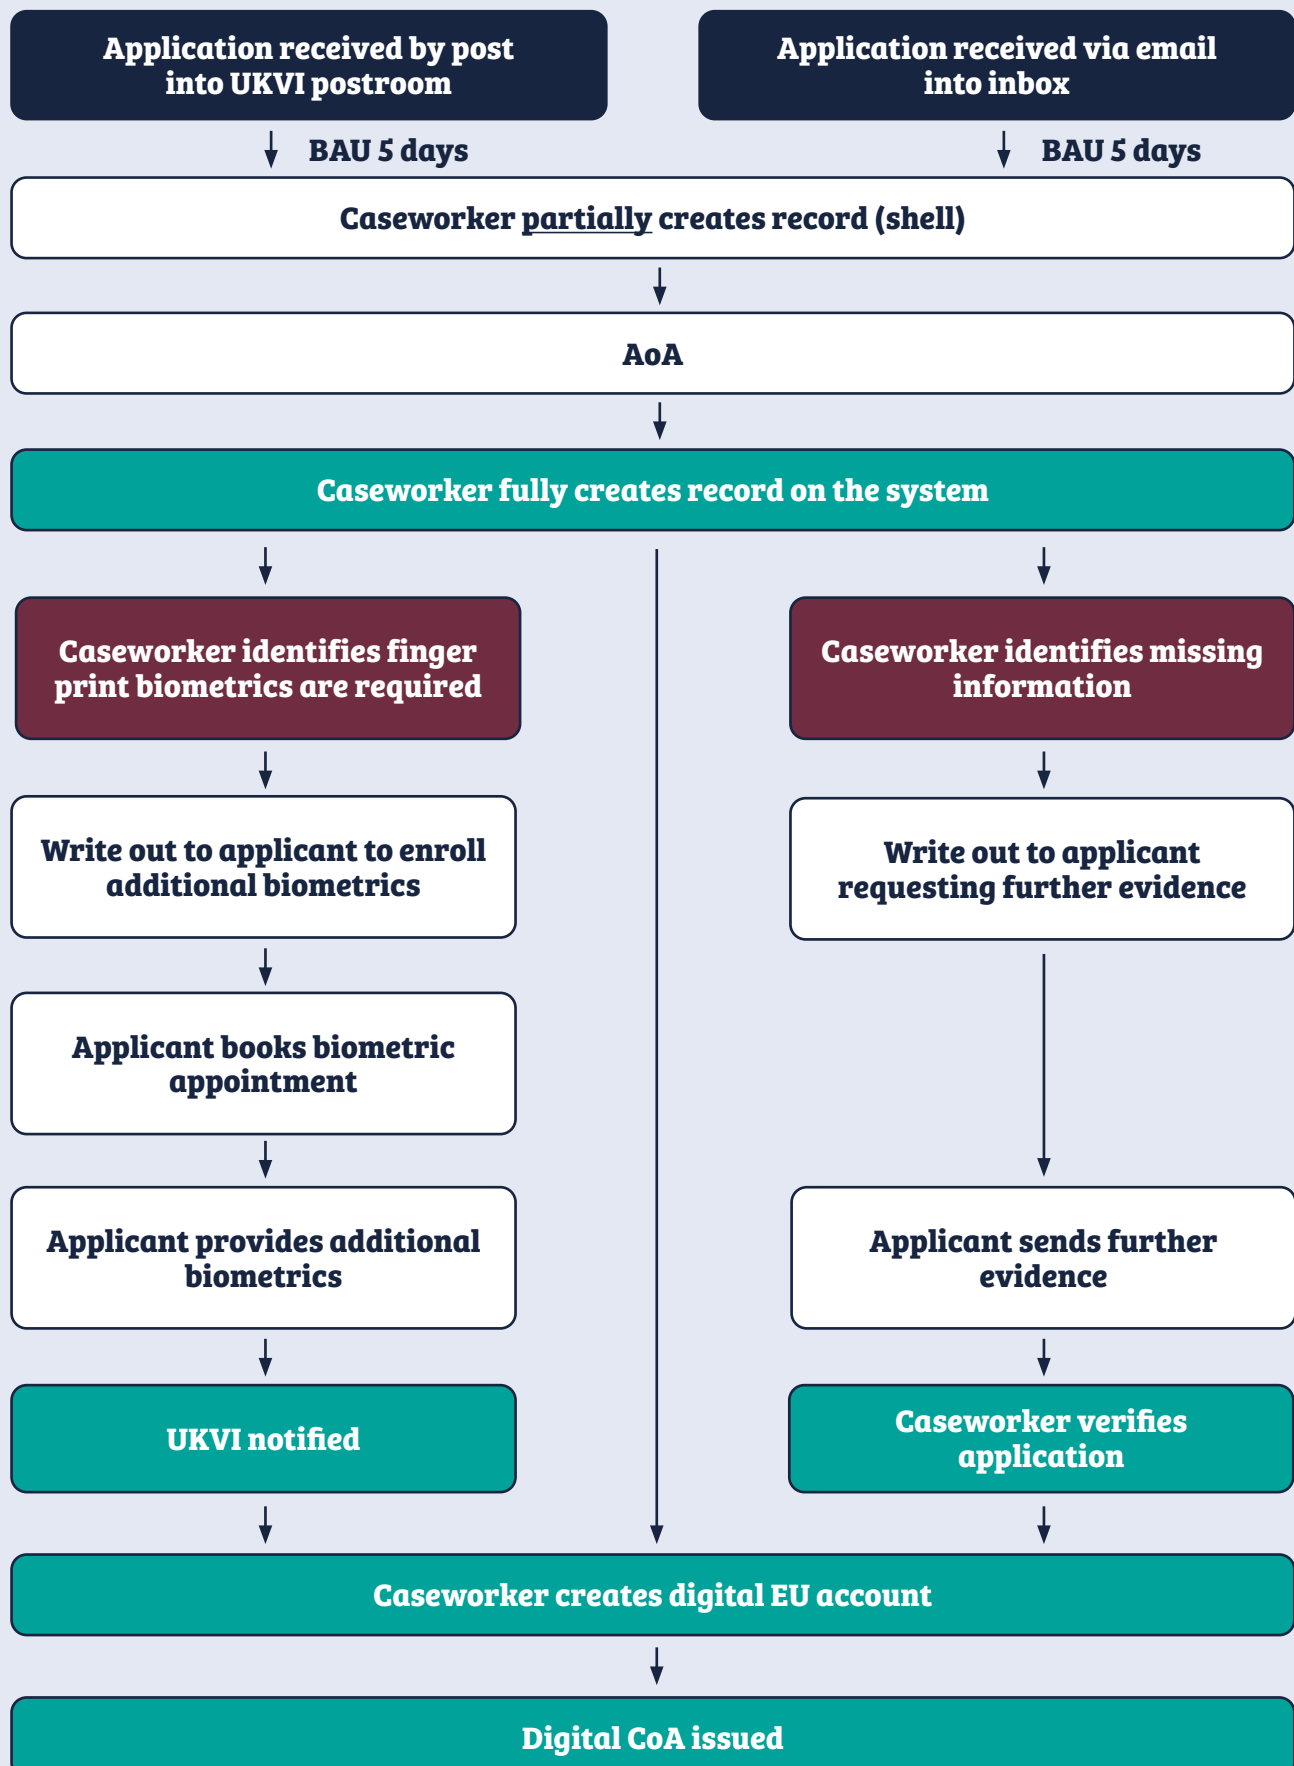 Application received by post
into UKVI postroom
Application received via email
into inbox
BAU 5 days
BAU 5 days
Caseworker partially creates record (shell)
AoA
Caseworker fully creates record on the system
Caseworker identifies finger
print biometrics are required
Caseworker identifies missing
information
Write out to applicant to enroll
additional biometrics
Write out to applicant
requesting further evidence
Applicant books biometric
appointment
Applicant provides additional
biometrics
Applicant sends further
evidence
UKVI notified
Caseworker verifies
application
Caseworker creates digital EU account
Digital CoA issued